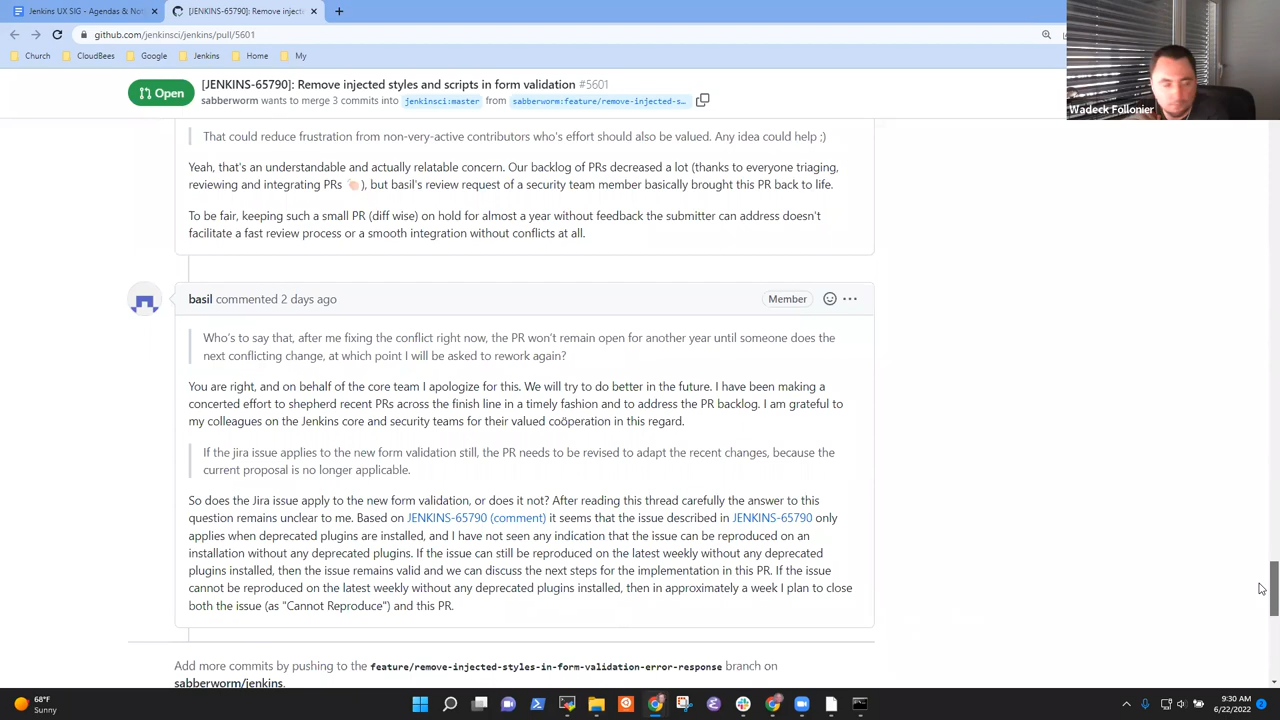 Jenkins UX SIG - Agendas & Not
[JENKINS-65790]: Remove injecte
github.com/jenkinsci/jenkins/pull/5601
Church
CloudBees
Google
Jenkins
Home
My
Open
[JENKINS-65790]: Remove injec
ipts in form validation
5601
sabberworm wants to merge 3 comm
jenkinsci:master from sabberworm:feature/remove-injected-s…
Wadeck Follonier
That could reduce frustration from non-very-core contributors who's effort should also be valued. Any idea could help ;)
Yeah, that's an understandable and actually relatable concern. Our backlog of PRs decreased a lot (thanks to everyone triaging,
reviewing and integrating PRs 👏🏻), but basil's review request of a security team member basically brought this PR back to life.
To be fair, keeping such a small PR (diff wise) on hold for almost a year without feedback the submitter can address doesn't
facilitate a fast review process or a smooth integration without conflicts at all.
basil commented 2 days ago
Member
Who's to say that, after me fixing the conflict right now, the PR won't remain open for another year until someone does the
next conflicting change, at which point I will be asked to rework again?
You are right, and on behalf of the core team I apologize for this. We will try to do better in the future. I have been making a
concerted effort to shepherd recent PRs across the finish line in a timely fashion and to address the PR backlog. I am grateful to
my colleagues on the Jenkins core and security teams for their valued coöperation in this regard.
If the jira issue applies to the new form validation still, the PR needs to be revised to adapt the recent changes, because the
current proposal is no longer applicable.
So does the Jira issue apply to the new form validation, or does it not? After reading this thread carefully the answer to this
question remains unclear to me. Based on JENKINS-65790 (comment) it seems that the issue described in JENKINS-65790 only
applies when deprecated plugins are installed, and I have not seen any indication that the issue can be reproduced on an
installation without any deprecated plugins. If the issue can still be reproduced on the latest weekly without any deprecated
plugins installed, then the issue remains valid and we can discuss the next steps for the implementation in this PR. If the issue
cannot be reproduced on the latest weekly without any deprecated plugins installed, then in approximately a week I plan to close
both the issue (as "Cannot Reproduce") and this PR.
Add more commits by pushing to the feature/remove-injected-styles-in-form-validation-error-response branch on
sabberworm/jenkins.
68°F
Sunny
9:30 AM
6/22/2022
2